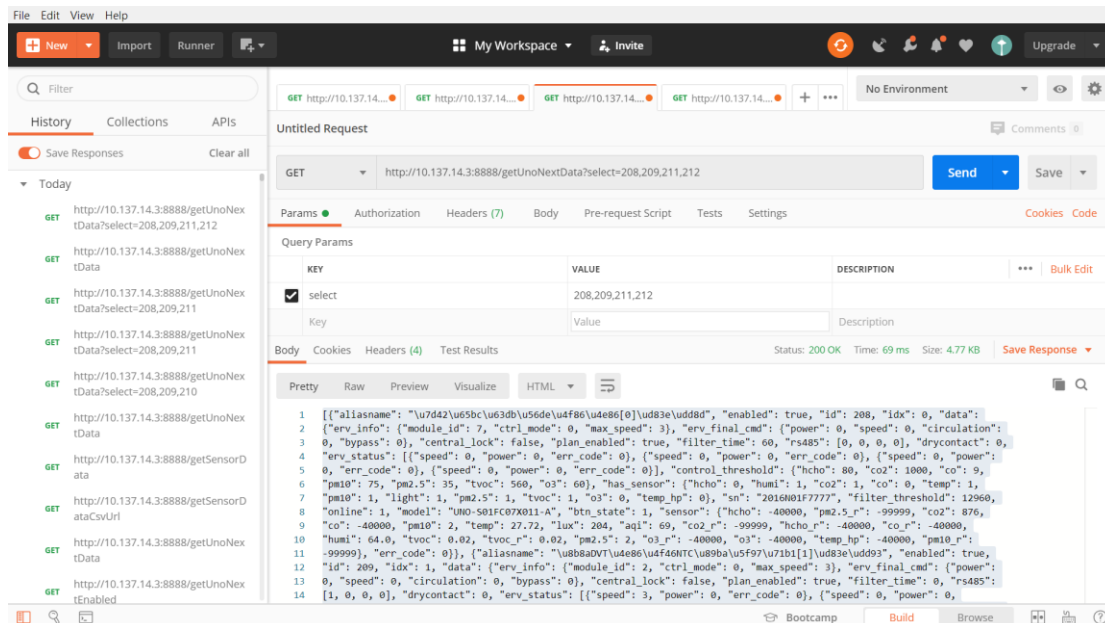 File Edit View Help
New Import Runner My Workspace Invite Upgrade
Filter
History Collections APIs
Save Responses Clear all
Today
GET http://10.137.14.3:8888/getUnoNex
tData?select=208,209,211,212
GET http://10.137.14.3:8888/getUnoNex
tData
GET http://10.137.14.3:8888/getUnoNex
tData?select=208,209,211
GET http://10.137.14.3:8888/getUnoNex
tData?select=208,209,211
GET http://10.137.14.3:8888/getUnoNex
tData?select=208,209,210
GET http://10.137.14.3:8888/getUnoNex
tData
GET http://10.137.14.3:8888/getSensorD
ata
GET http://10.137.14.3:8888/getSensorD
ataCsvUrl
GET http://10.137.14.3:8888/getUnoNex
tData
GET http://10.137.14.3:8888/getUnoNex
tEnabled
GET http://10.137.14.... GET http://10.137.14.... GET http://10.137.14.... GET http://10.137.14.... + ••• No Environment
Untitled Request Comments 0
GET http://10.137.14.3:8888/getUnoNextData?select=208,209,211,212 Send Save
Params Authorization Headers (7) Body Pre-request Script Tests Settings Cookies Code
Query Params
KEY VALUE DESCRIPTION ••• Bulk Edit
select 208,209,211,212
Key Value Description
Body Cookies Headers (4) Test Results Status: 200 OK Time: 69 ms Size: 4.77 KB Save Response
Pretty Raw Preview Visualize HTML
1 [{"aliasname": "\u7d42\u65bc\u63db\u56de\u4f86\u4e86[0]\ud83e\udd8d", "enabled": true, "id": 208, "idx": 0, "data":
2 {"erv_info": {"module_id": 7, "ctrl_mode": 0, "max_speed": 3}, "erv_final_cmd": {"power": 0, "speed": 0, "circulation":
3 0, "bypass": 0}, "central_lock": false, "plan_enabled": true, "filter_time": 60, "rs485": [0, 0, 0, 0], "drycontact": 0,
4 "erv_status": [{"speed": 0, "power": 0, "err_code": 0}, {"speed": 0, "power": 0, "err_code": 0}, {"speed": 0, "power":
5 0, "err_code": 0}, {"speed": 0, "power": 0, "err_code": 0}], "control_threshold": {"hcho": 80, "co2": 1000, "co": 9,
6 "pm10": 75, "pm2.5": 35, "tvoc": 560, "o3": 60}, "has_sensor": {"hcho": 0, "humi": 1, "co2": 1, "co": 0, "temp": 1,
7 "pm10": 1, "light": 1, "pm2.5": 1, "tvoc": 1, "o3": 0, "temp_hp": 0}, "sn": "2016N01F7777", "filter_threshold": 12960,
8 "online": 1, "model": "UNO-S01FC07X011-A", "btn_state": 1, "sensor": {"hcho": -40000, "pm2.5_r": -99999, "co2": 876,
9 "co": -40000, "pm10": 2, "temp": 27.72, "lux": 204, "aqi": 69, "co2_r": -99999, "hcho_r": -40000, "co_r": -40000,
10 "humi": 64.0, "tvoc": 0.02, "tvoc_r": 0.02, "pm2.5": 2, "o3_r": -40000, "o3": -40000, "temp_hp": -40000, "pm10_r":
11 -99999}, "err_code": 0}}, {"aliasname": "\u8b8aDVT\u4e86\u4f46NTC\u89ba\u5f97\u71b1[1]\ud83e\udd93", "enabled": true,
12 "id": 209, "idx": 1, "data": {"erv_info": {"module_id": 2, "ctrl_mode": 0, "max_speed": 3}, "erv_final_cmd": {"power":
13 0, "speed": 0, "circulation": 0, "bypass": 0}, "central_lock": false, "plan_enabled": true, "filter_time": 0, "rs485":
14 [1, 0, 0, 0], "drycontact": 0, "erv_status": [{"speed": 3, "power": 0, "err_code": 0}, {"speed": 0, "power": 0,
Bootcamp Build Browse